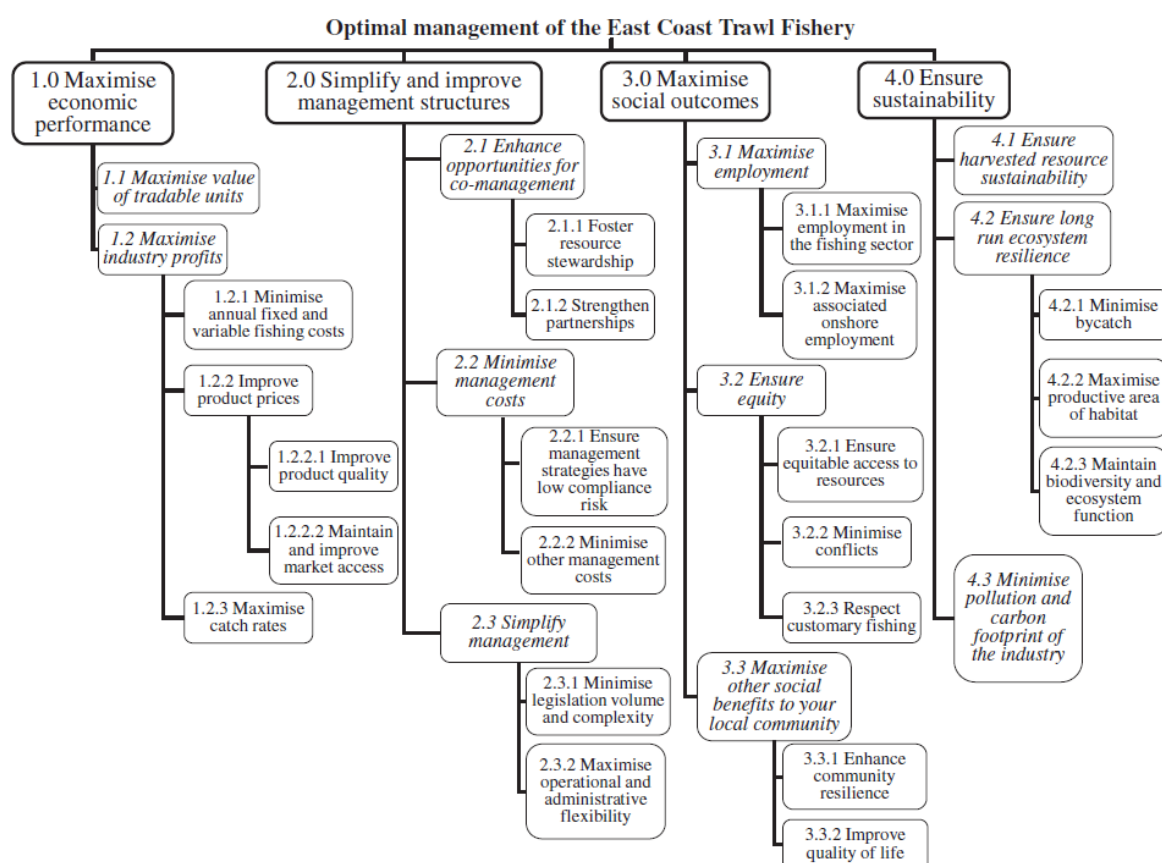 Optimal management of the East Coast Trawl Fishery
1.0 Maximise
economic
performance
1.1 Maximise value
of tradable units
1.2 Maximise
industry profits
1.2.1 Minimise
annual fixed and
variable fishing costs
1.2.2 Improve
product prices
1.2.2.1 Improve
product quality
1.2.2.2 Maintain
and improve
market access
1.2.3 Maximise
catch rates
2.0 Simplify and improve
management structures
2.1 Enhance
opportunities for
co-management
2.1.1 Foster
resource
stewardship
2.1.2 Strengthen
partnerships
2.2 Minimise
management
costs
2.2.1 Ensure
management
strategies have
low compliance
risk
2.2.2 Minimise
other management
costs
2.3 Simplify
management
2.3.1 Minimise
legislation volume
and complexity
2.3.2 Maximise
operational and
administrative
flexibility
3.0 Maximise
social outcomes
3.1 Maximise
employment
3.1.1 Maximise
employment in
the fishing sector
3.1.2 Maximise
associated
onshore
employment
3.2 Ensure
equity
3.2.1 Ensure
equitable access to
resources
3.2.2 Minimise
conflicts
3.2.3 Respect
customary fishing
3.3 Maximise
other social
benefits to your
local community
3.3.1 Enhance
community
resilience
3.3.2 Improve
quality of life
4.0 Ensure
sustainability
4.1 Ensure
harvested resource
sustainability
4.2 Ensure long
run ecosystem
resilience
4.2.1 Minimise
bycatch
4.2.2 Maximise
productive area
of habitat
4.2.3 Maintain
biodiversity and
ecosystem
function
4.3 Minimise
pollution and
carbon
footprint of
the industry